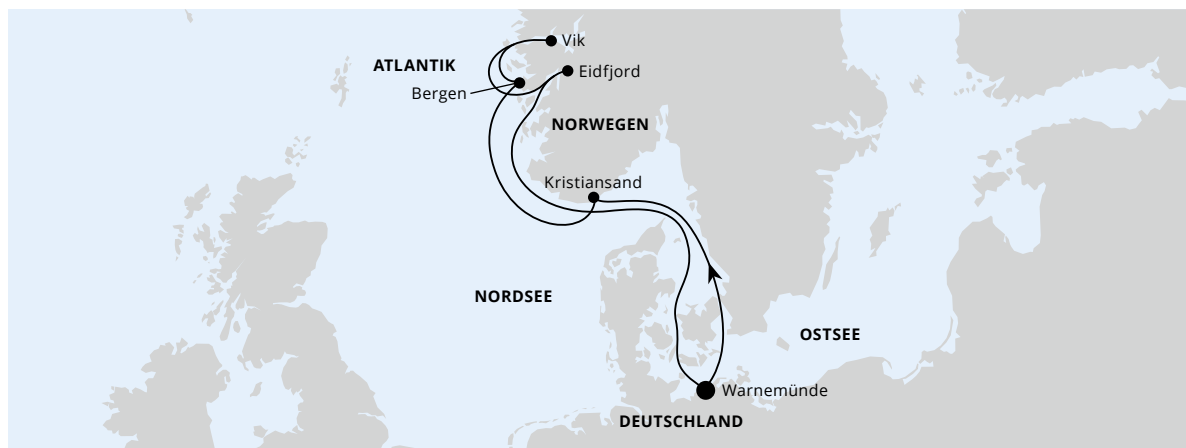 Vik
ATLANTIK
Eidfjord
Bergen
NORWEGEN
Kristiansand
NORDSEE
OSTSEE
Warnemünde
DEUTSCHLAND